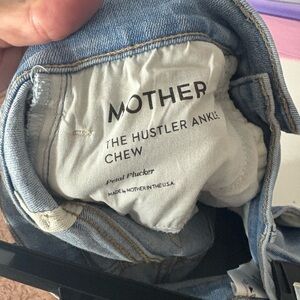 MOTHER
THE HUSTLER ANKLE
CHEW
Petal Plucker
MADE by MOTHER IN THE U.S.A.